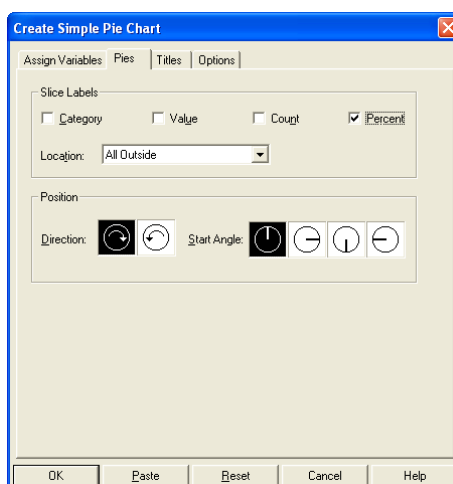 Create Simple Pie Chart
Assign Variables Pies Titles Options
Slice Labels
Category Value Count Percent
Location: All Outside
Position
Direction: Start Angle:
OK Paste Reset Cancel Help